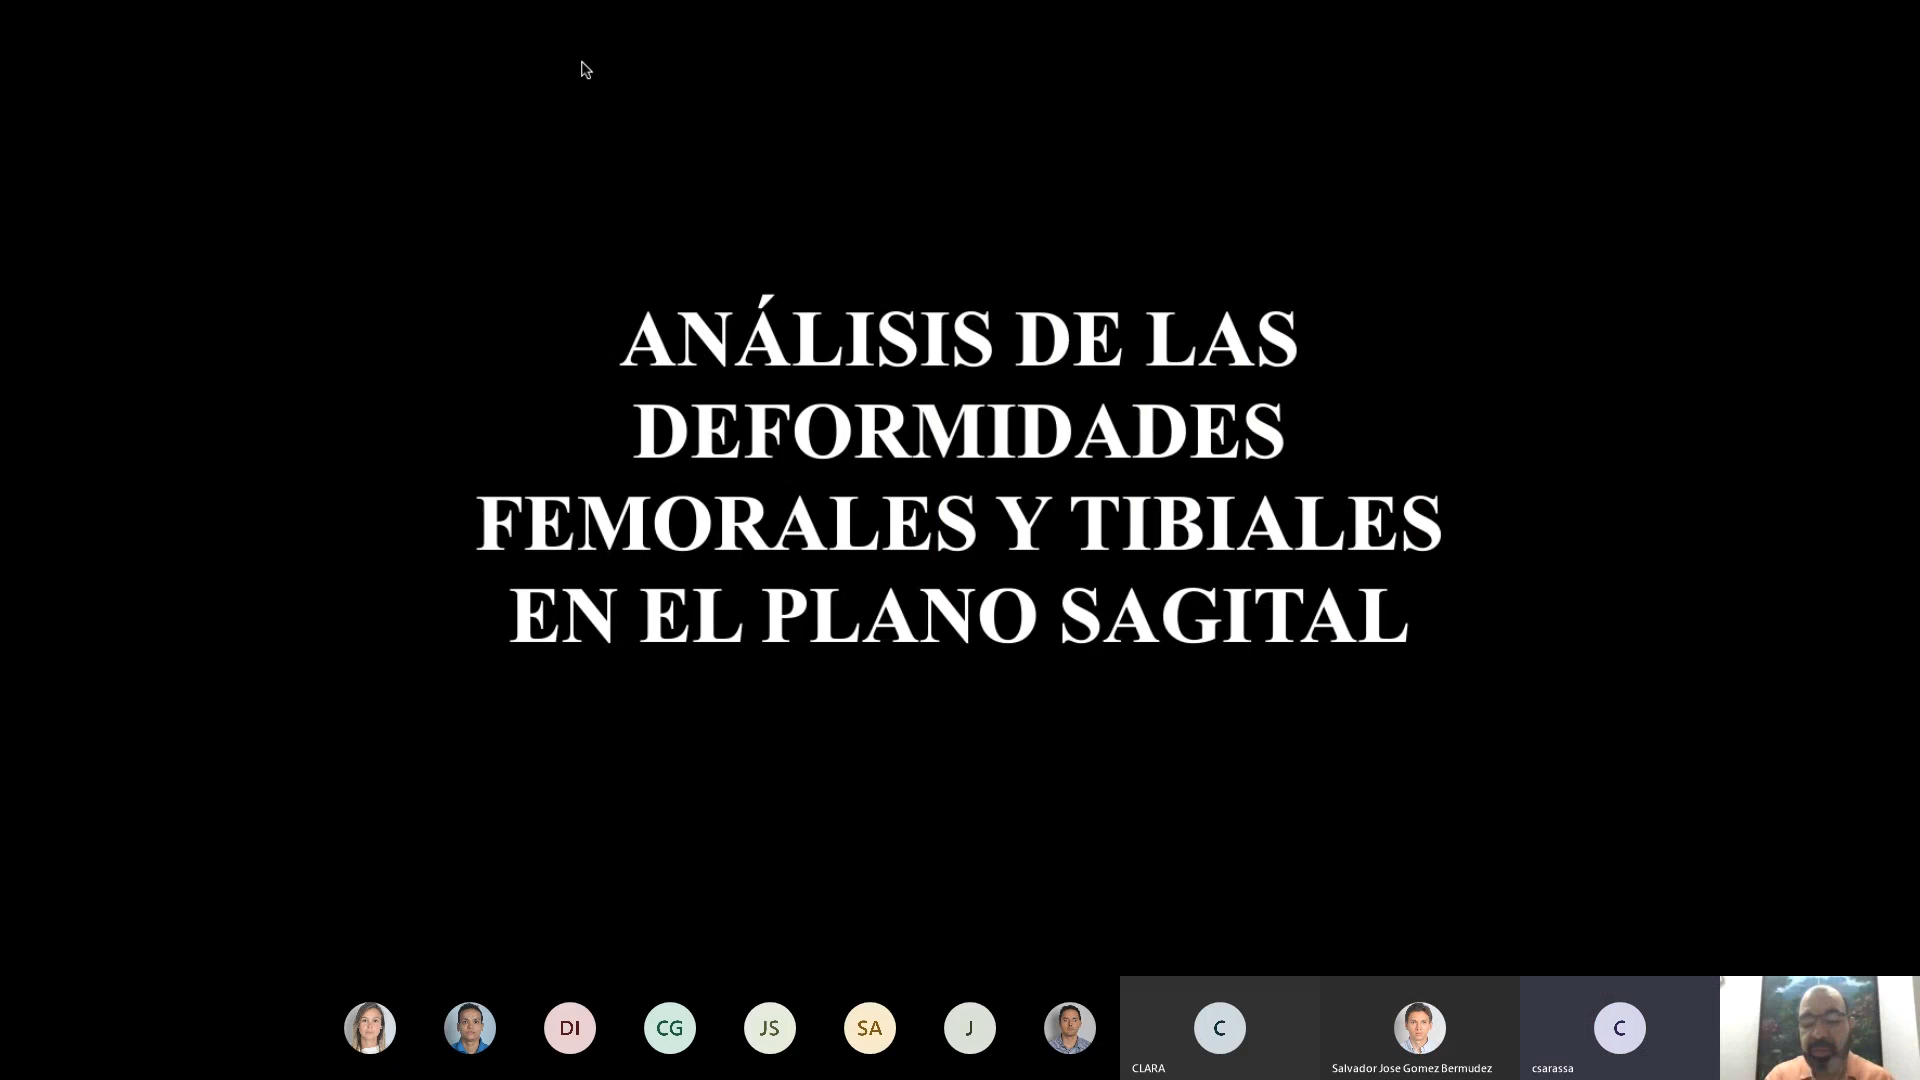 ANÁLISIS DE LAS
DEFORMIDADES
FEMORALES Y TIBIALES
EN EL PLANO SAGITAL
DI
CG
JS
SA
J
C
C
CLARA
Salvador Jose Gomez Bermudez
csarassa